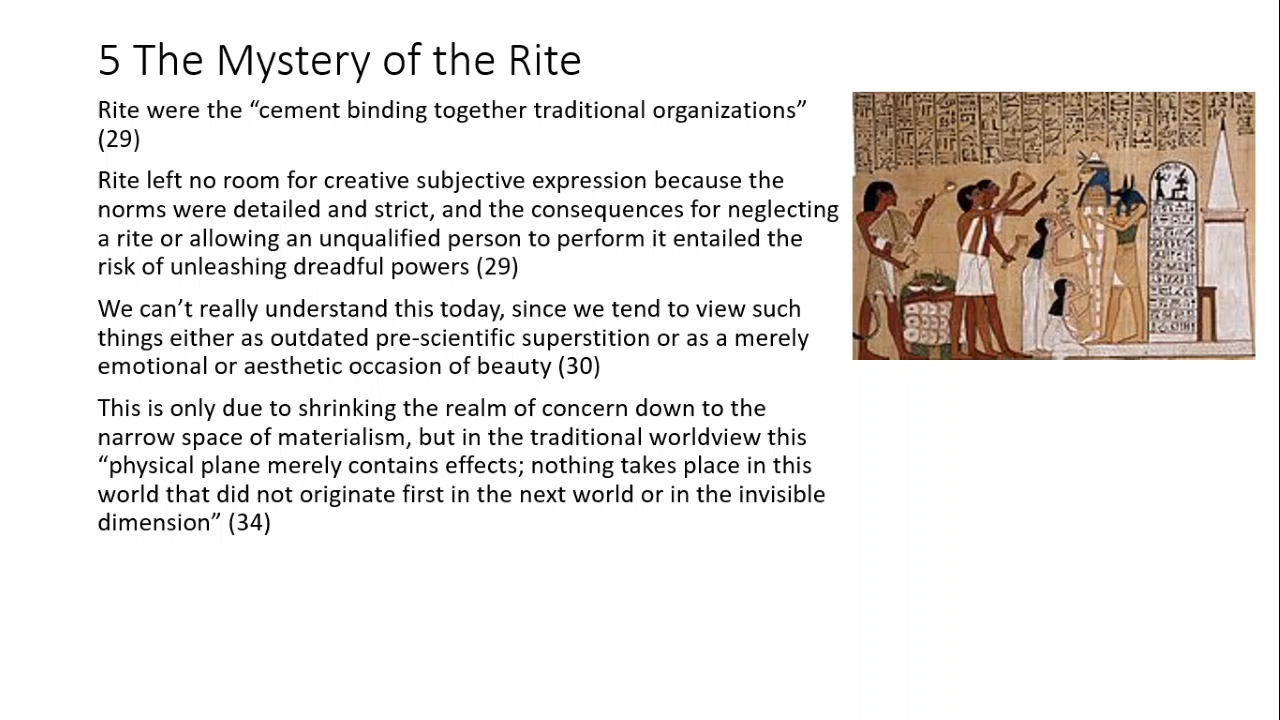 5 The Mystery of the Rite
Rite were the “cement binding together traditional organizations”
(29)
Rite left no room for creative subjective expression because the
norms were detailed and strict, and the consequences for neglecting
a rite or allowing an unqualified person to perform it entailed the
risk of unleashing dreadful powers (29)
We can’t really understand this today, since we tend to view such
things either as outdated pre-scientific superstition or as a merely
emotional or aesthetic occasion of beauty (30)
This is only due to shrinking the realm of concern down to the
narrow space of materialism, but in the traditional worldview this
“physical plane merely contains effects; nothing takes place in this
world that did not originate first in the next world or in the invisible
dimension” (34)